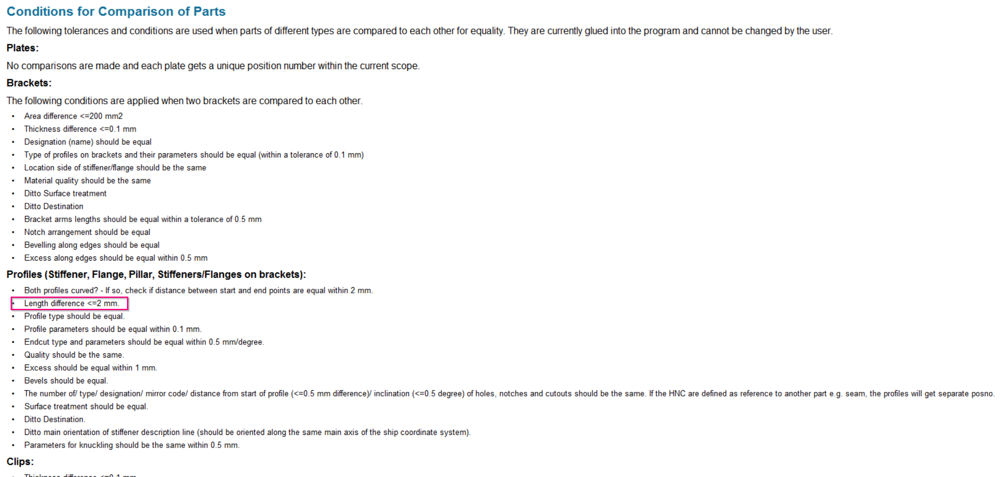 Conditions for Comparison of Parts
The following tolerances and conditions are used when parts of different types are compared to each other for equality. They are currently glued into the program and cannot be changed by the user.
Plates:
No comparisons are made and each plate gets a unique position number within the current scope.
Brackets:
The following conditions are applied when two brackets are compared to each other.
• Area difference <=200 mm2
• Thickness difference <=0.1 mm
• Designation (name) should be equal
• Type of profiles on brackets and their parameters should be equal (within a tolerance of 0.1 mm)
• Location side of stiffener/flange should be the same
• Material quality should be the same
• Ditto Surface treatment
• Ditto Destination
• Bracket arms lengths should be equal within a tolerance of 0.5 mm
• Notch arrangement should be equal
• Bevelling along edges should be equal
• Excess along edges should be equal within 0.5 mm
Profiles (Stiffener, Flange, Pillar, Stiffeners/Flanges on brackets):
• Both profiles curved? - If so, check if distance between start and end points are equal within 2 mm.
• Length difference <=2 mm.
• Profile type should be equal.
• Profile parameters should be equal within 0.1 mm.
• Endcut type and parameters should be equal within 0.5 mm/degree.
• Quality should be the same.
• Excess should be equal within 1 mm.
• Bevels should be equal.
• The number of/ type/ designation/ mirror code/ distance from start of profile (<=0.5 mm difference)/ inclination (<=0.5 degree) of holes, notches and cutouts should be the same. If the HNC are defined as reference to another part e.g. seam, the profiles will get separate posno.
• Surface treatment should be equal.
• Ditto Destination.
• Ditto main orientation of stiffener description line (should be oriented along the same main axis of the ship coordinate system).
• Parameters for knuckling should be the same within 0.5 mm.
Clips:
• Thickness difference <=0.1 mm